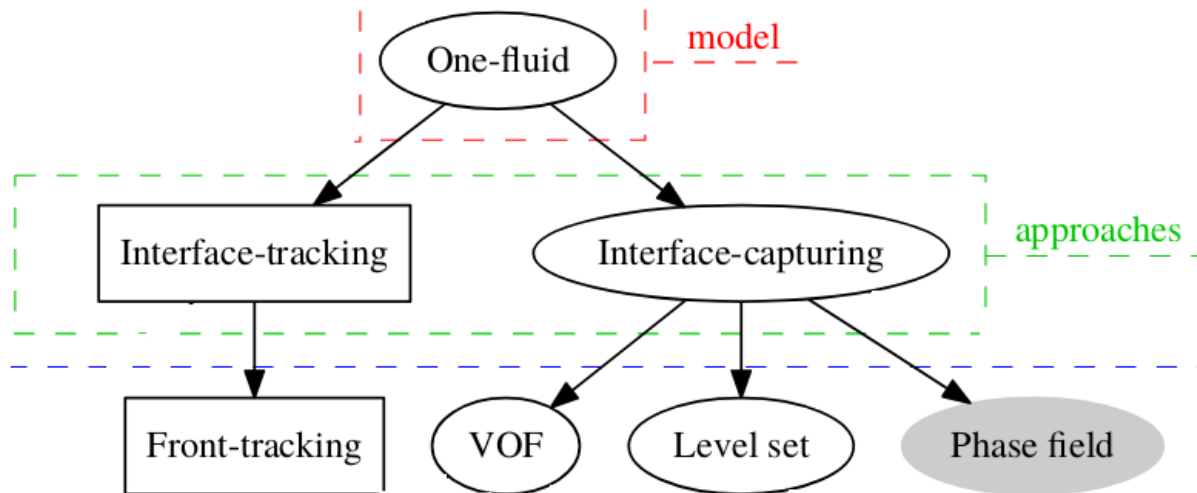 One-fluid
model
Interface-tracking
Interface-capturing
approaches
Front-tracking
VOF
Level set
Phase field